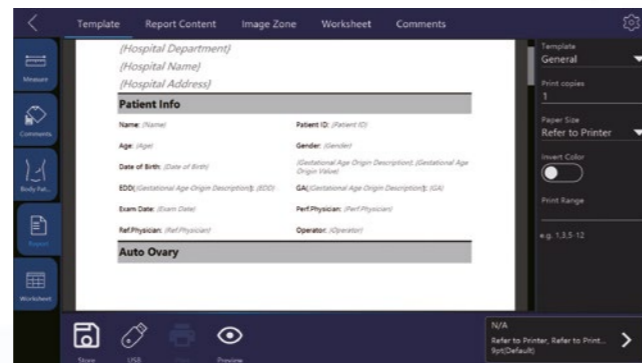 Template Report Content Image Zone Worksheet Comments
Measure
Comments
Body Pat...
Report
Worksheet
(Hospital Department)
(Hospital Name)
(Hospital Address)
Patient Info
Name: (Name) Patient ID: (Patient ID)
Age: (Age) Gender: (Gender)
Date of Birth: (Date of Birth) (Gestational Age Origin Description), (Gestational Age
Origin Value)
EDD[(Gestational Age Origin Description)]: (EDD) GA[(Gestational Age Origin Description)]: (GA)
Exam Date: (Exam Date) Perf.Physician: (Perf.Physician)
Ref.Physician: (Ref.Physician) Operator: (Operator)
Auto Ovary
Template
General
Print copies
1
Paper Size
Refer to Printer
Invert Color
Print Range
e.g. 1,3,5-12
Store USB Preview
N/A
Refer to Printer, Refer to Print...
9pt(Default)